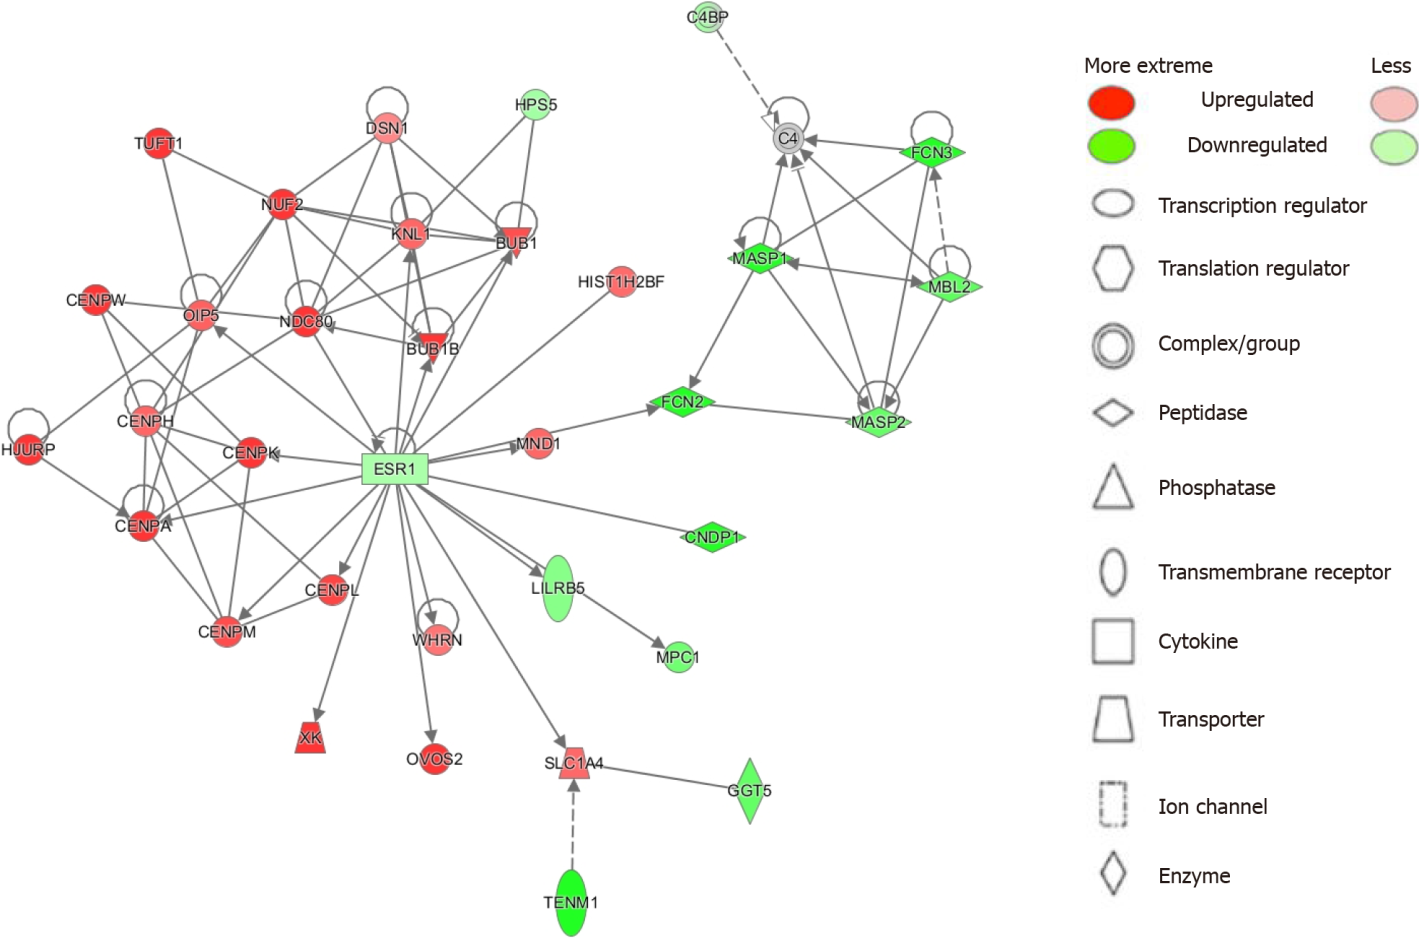 C4BP
HPS5
DSN1
TUFT1
C4
FCN3
NUF2
KNL1
BUB1
MASP1
MBL2
HIST1H2BF
CENPW
OIP5
NDC80
BUB1B
FCN2
MASP2
CENPH
HJURP
CENPK
MND1
ESR1
CENPA
CNDP1
CENPL
LILRB5
CENPM
WHRN
MPC1
XK
OVOS2
SLC1A4
GGT5
TENM1
More extreme Less
Upregulated
Downregulated
Transcription regulator
Translation regulator
Complex/group
Peptidase
Phosphatase
Transmembrane receptor
Cytokine
Transporter
Ion channel
Enzyme